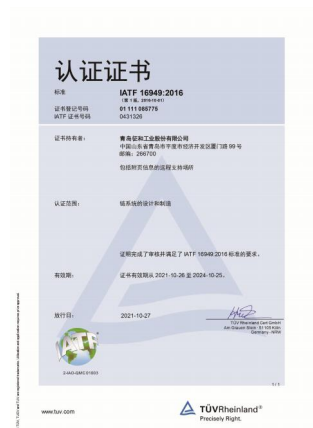 认证证书
标准 IATF 16949:2016
（第 1 版，2016-10-01）
证书登记号码 01 111 085775
IATF 证书号码 0431326
证书持有者： 青岛征和工业股份有限公司
中国山东省青岛市平度市经济开发区厦门路 99 号
邮编：266700
包括附页信息的远程支持场所
认证范围： 链系统的设计和制造
证明完成了审核并满足了 IATF 16949:2016 标准的要求。
有效期： 证书有效期从 2021-10-26 至 2024-10-25。
放行日： 2021-10-27
TÜV Rheinland Cert GmbH
Am Grauen Stein · 51105 Köln
Germany -NRW
IATF
1 / 1
www.tuv.com
TÜVRheinland®
Precisely Right.